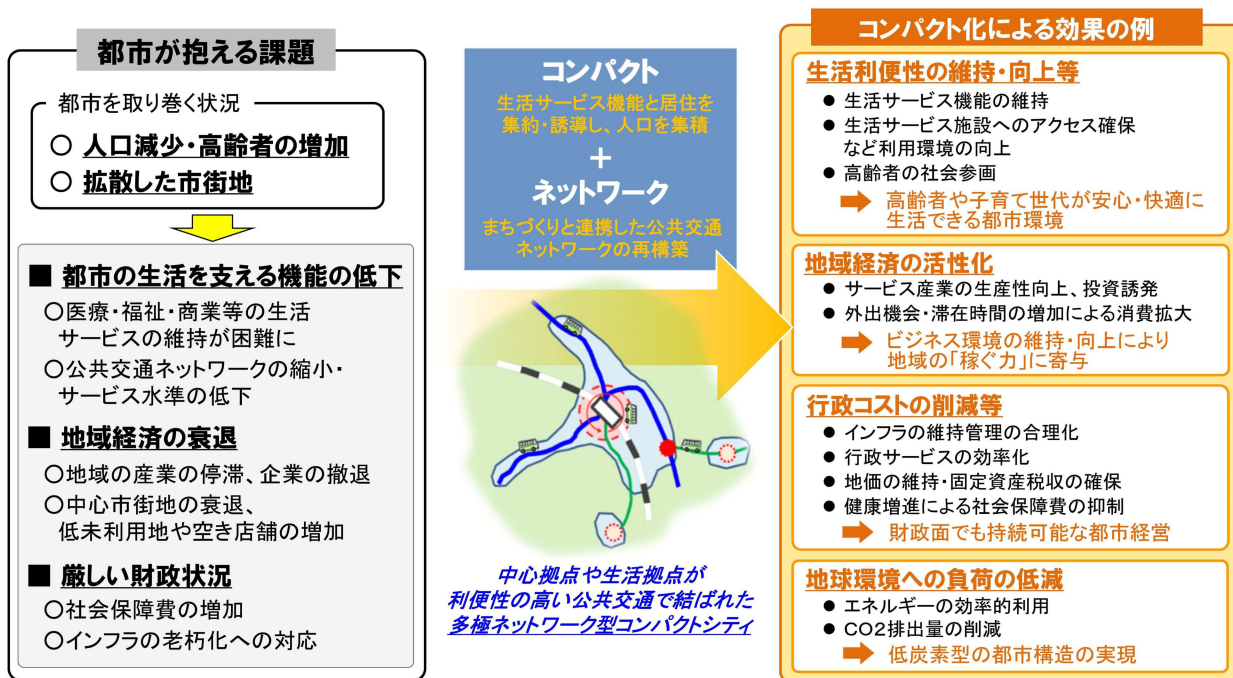 都市が抱える課題
都市を取り巻く状況
○ 人口減少・高齢者の増加
○ 拡散した市街地
■ 都市の生活を支える機能の低下
○医療・福祉・商業等の生活
サービスの維持が困難に
○公共交通ネットワークの縮小・
サービス水準の低下
■ 地域経済の衰退
○地域の産業の停滞、企業の撤退
○中心市街地の衰退、
低未利用地や空き店舗の増加
■ 厳しい財政状況
○社会保障費の増加
○インフラの老朽化への対応
コンパクト
生活サービス機能と居住を
集約・誘導し、人口を集積
＋
ネットワーク
まちづくりと連携した公共交通
ネットワークの再構築
中心拠点や生活拠点が
利便性の高い公共交通で結ばれた
多極ネットワーク型コンパクトシティ
コンパクト化による効果の例
生活利便性の維持・向上等
● 生活サービス機能の維持
● 生活サービス施設へのアクセス確保
など利用環境の向上
● 高齢者の社会参画
➡ 高齢者や子育て世代が安心・快適に
生活できる都市環境
地域経済の活性化
● サービス産業の生産性向上、投資誘発
● 外出機会・滞在時間の増加による消費拡大
➡ ビジネス環境の維持・向上により
地域の「稼ぐ力」に寄与
行政コストの削減等
● インフラの維持管理の合理化
● 行政サービスの効率化
● 地価の維持・固定資産税収の確保
● 健康増進による社会保障費の抑制
➡ 財政面でも持続可能な都市経営
地球環境への負荷の低減
● エネルギーの効率的利用
● CO2排出量の削減
➡ 低炭素型の都市構造の実現